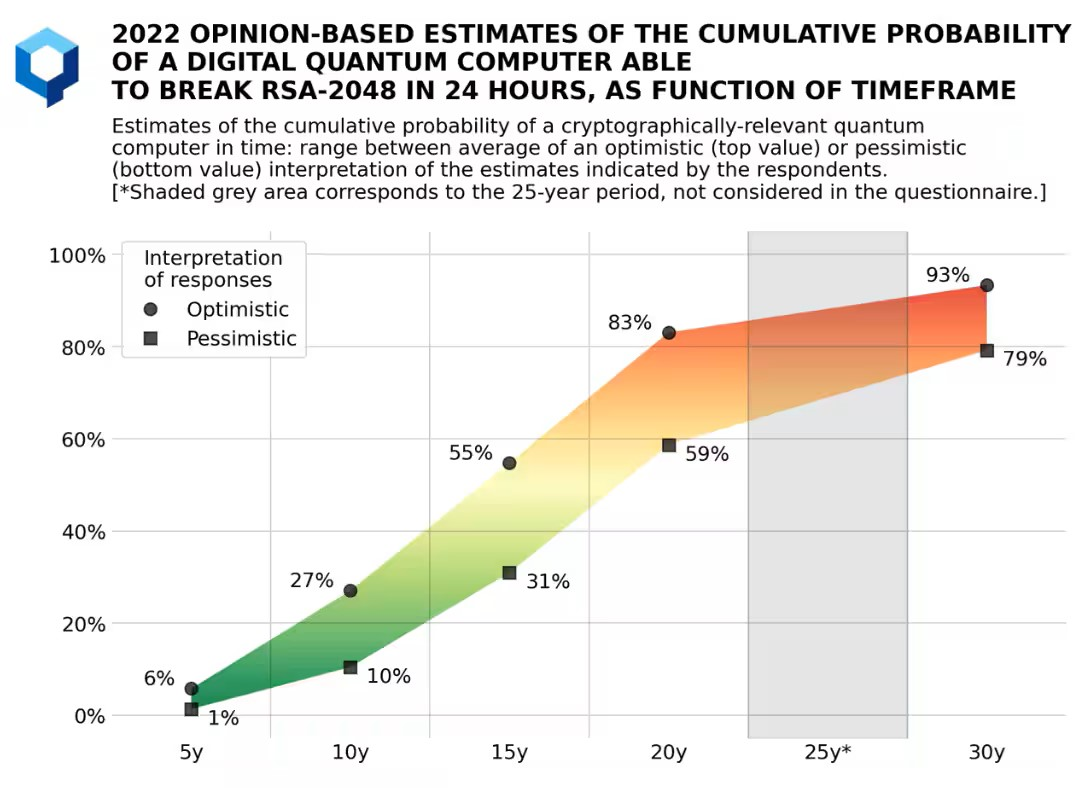 2022 OPINION-BASED ESTIMATES OF THE CUMULATIVE PROBABILITY
OF A DIGITAL QUANTUM COMPUTER ABLE
TO BREAK RSA-2048 IN 24 HOURS, AS FUNCTION OF TIMEFRAME
Estimates of the cumulative probability of a cryptographically-relevant quantum
computer in time: range between average of an optimistic (top value) or pessimistic
(bottom value) interpretation of the estimates indicated by the respondents.
[*Shaded grey area corresponds to the 25-year period, not considered in the questionnaire.]
Interpretation
of responses
Optimistic
Pessimistic
100%
80%
60%
40%
20%
0%
6%
1%
27%
10%
55%
31%
83%
59%
93%
79%
5y
10y
15y
20y
25y*
30y